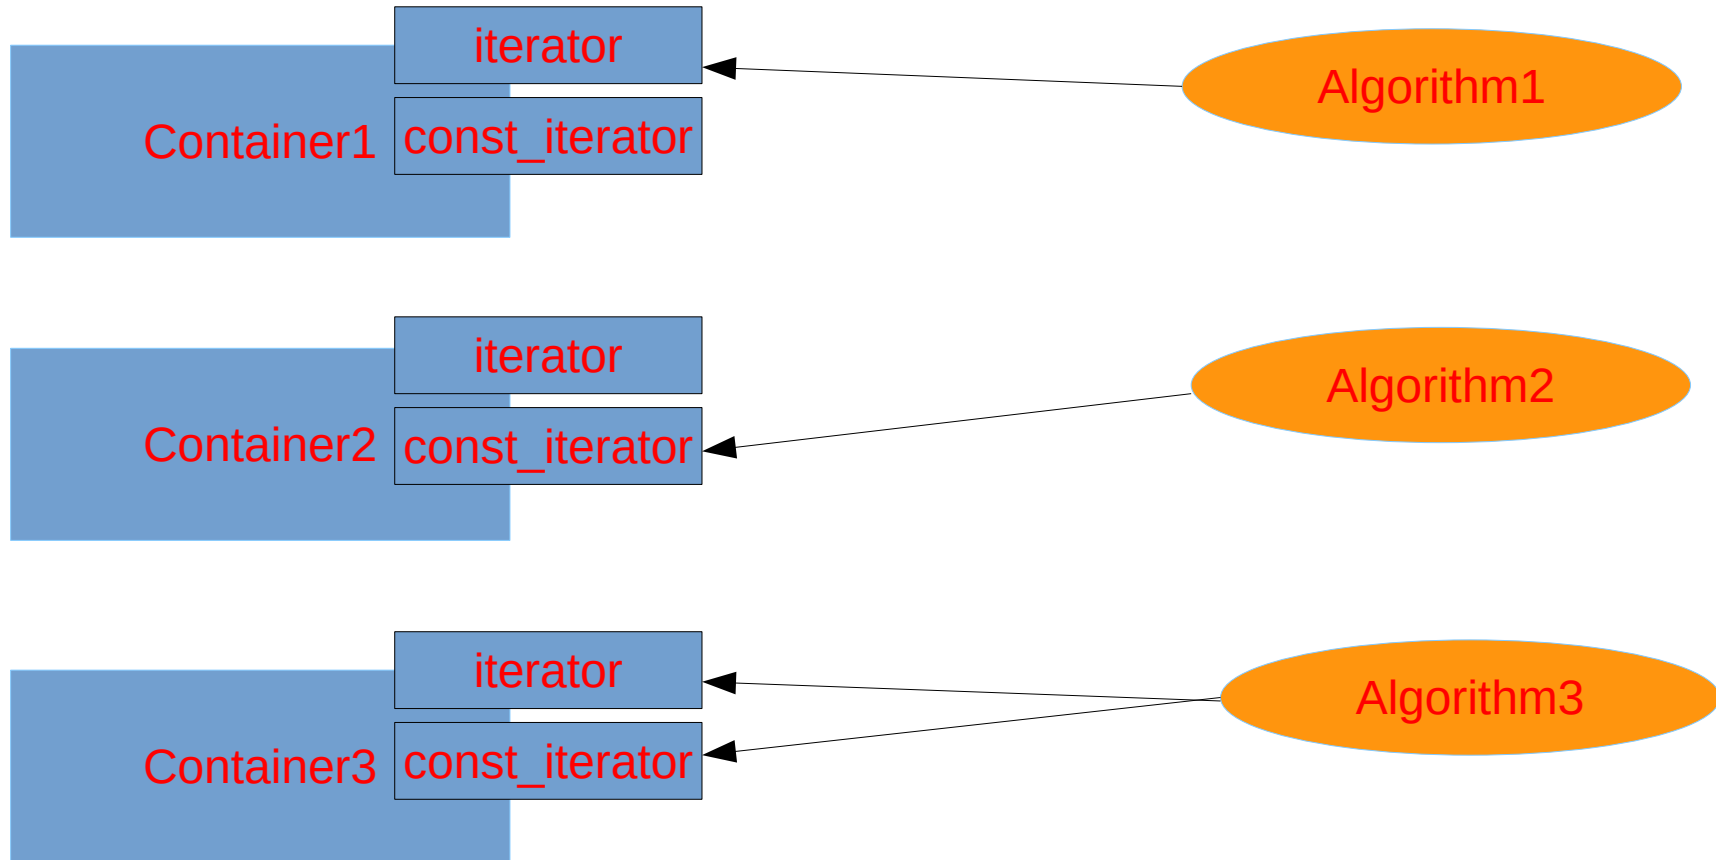 iterator
Algorithm1
Container1
const_iterator
iterator
Algorithm2
Container2
const_iterator
iterator
Algorithm3
Container3
const_iterator